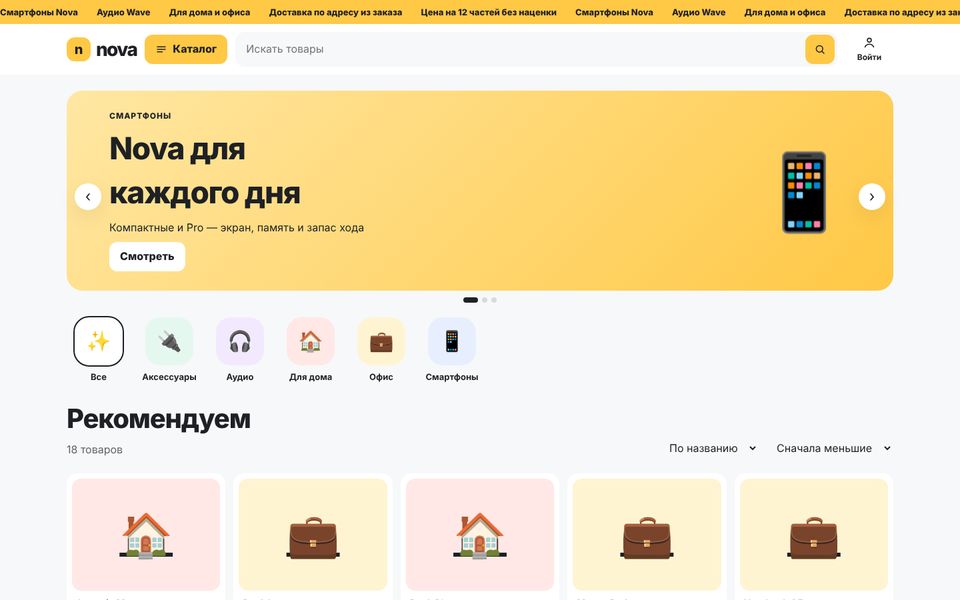 Смартфоны Nova Аудио Wave Для дома и офиса Доставка по адресу из заказа Цена на 12 частей без наценки Смартфоны Nova Аудио Wave Для дома и офиса Доставка по адресу из
n nova Каталог Искать товары Войти
СМАРТФОНЫ
Nova для
каждого дня
Компактные и Pro — экран, память и запас хода
Смотреть
Все Аксессуары Аудио Для дома Офис Смартфоны
Рекомендуем
18 товаров По названию Сначала меньшие